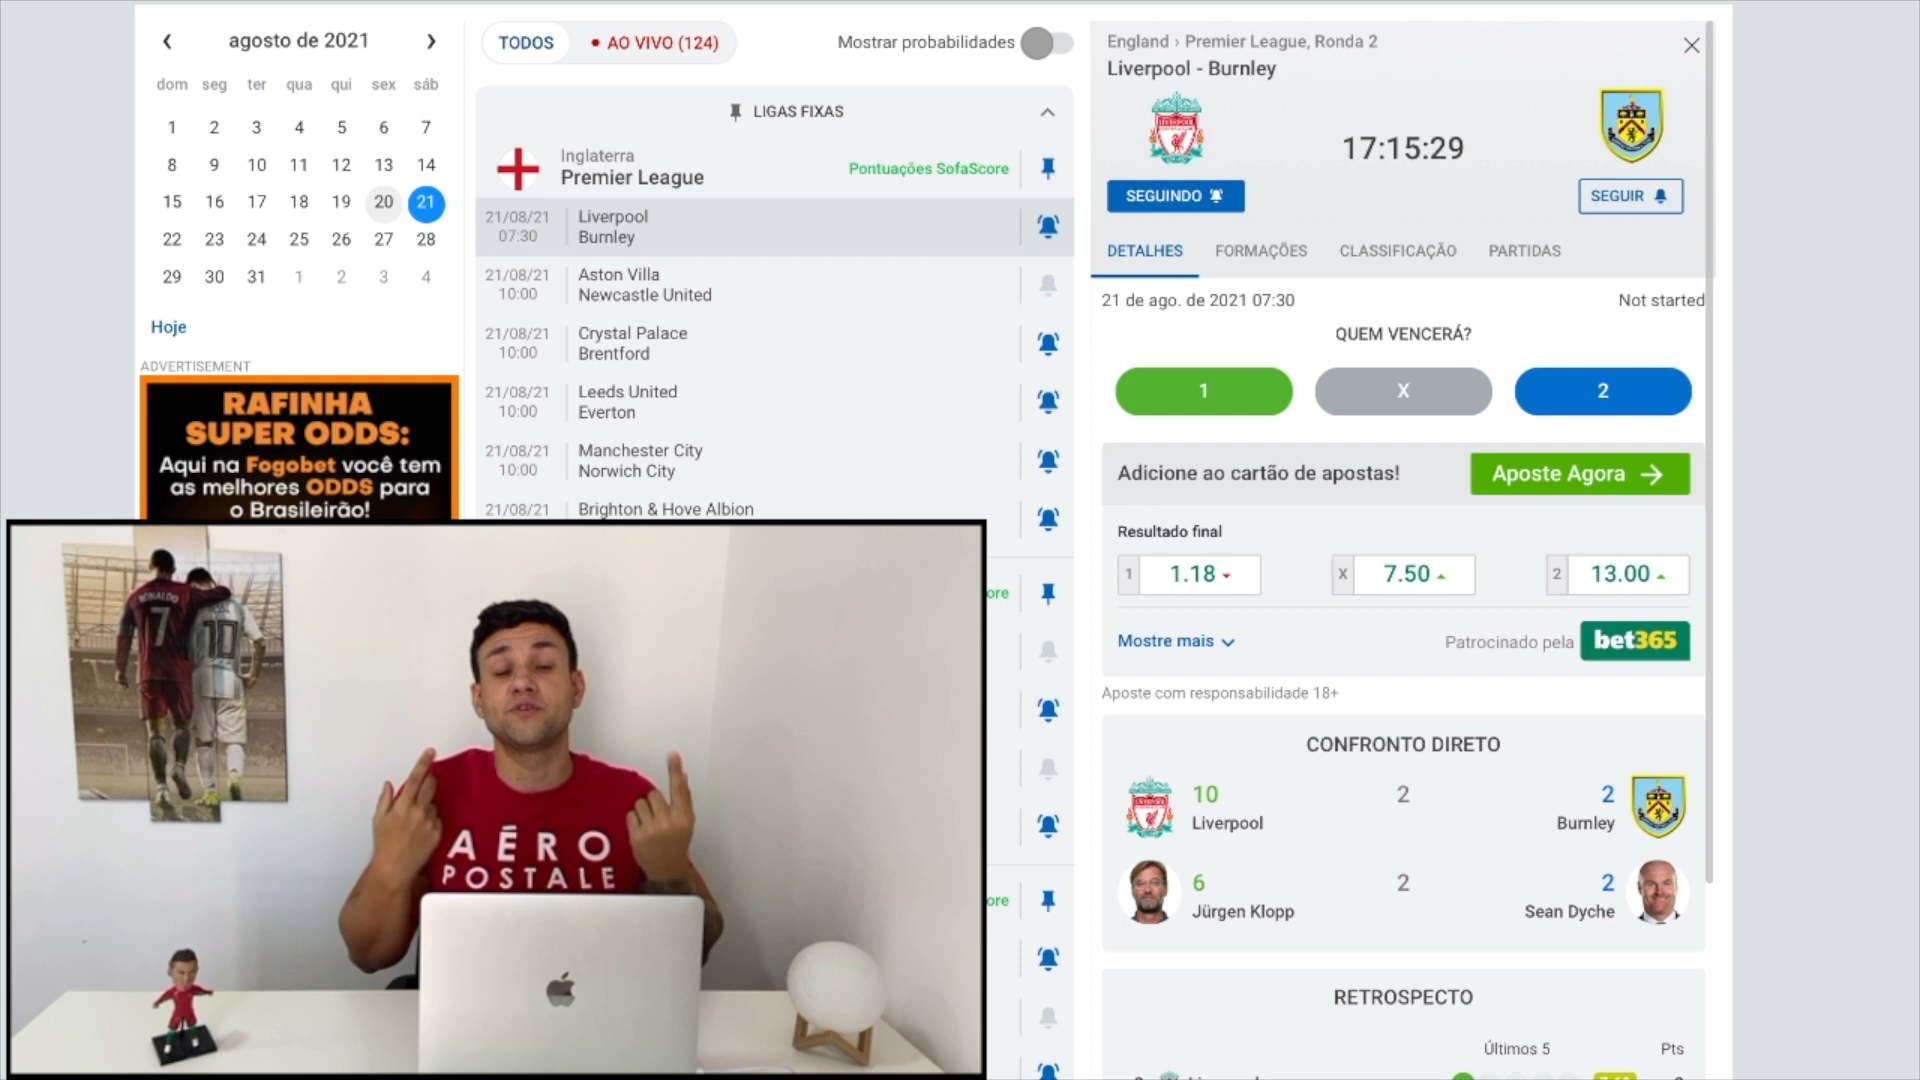 agosto de 2021
dom seg ter qua qui sex sáb
1 2 3 4 5 6 7
8 9 10 11 12 13 14
15 16 17 18 19 20 21
22 23 24 25 26 27 28
29 30 31 1 2 3 4
Hoje
ADVERTISEMENT
RAFINHA
SUPER ODDS:
Aqui na Fogobet você tem
as melhores ODDS para
o Brasileirão!
TODOS
AO VIVO (124)
Mostrar probabilidades
LIGAS FIXAS
Inglaterra
Premier League
Pontuações SofaScore
21/08/21 Liverpool
07:30 Burnley
21/08/21 Aston Villa
10:00 Newcastle United
21/08/21 Crystal Palace
10:00 Brentford
21/08/21 Leeds United
10:00 Everton
21/08/21 Manchester City
10:00 Norwich City
21/08/21 Brighton & Hove Albion
ore
ore
RONALDO
7
10
AÉRO
POSTALE
England › Premier League, Ronda 2
Liverpool - Burnley
17:15:29
SEGUINDO
SEGUIR
DETALHES FORMAÇÕES CLASSIFICAÇÃO PARTIDAS
21 de ago. de 2021 07:30
Not started
QUEM VENCERÁ?
1 X 2
Adicione ao cartão de apostas!
Aposte Agora
Resultado final
1 1.18 X 7.50 2 13.00
Mostre mais
Patrocinado pela bet365
Aposte com responsabilidade 18+
CONFRONTO DIRETO
10 2 2
Liverpool Burnley
6 2 2
Jürgen Klopp Sean Dyche
RETROSPECTO
Últimos 5 Pts